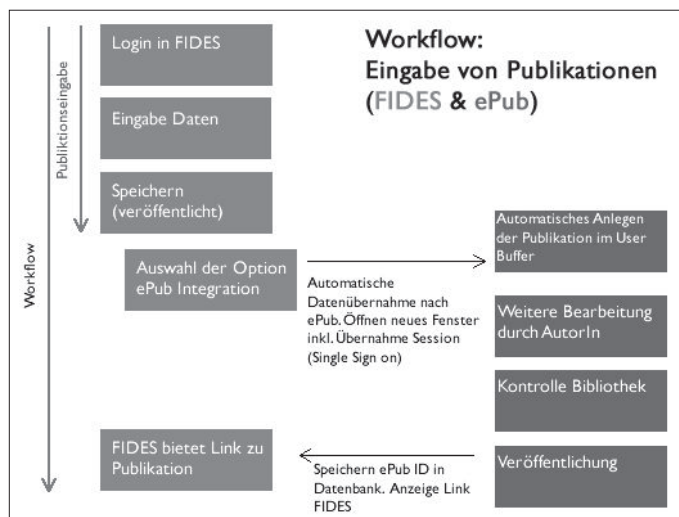 Workflow:
Eingabe von Publikationen
(FIDES & ePub)
Workflow
Publiktionseingabe
Login in FIDES
Eingabe Daten
Speichern
(veröffentlicht)
Auswahl der Option
ePub Integration
Automatische
Datenübernahme nach
ePub. Öffnen neues Fenster
inkl. Übernahme Session
(Single Sign on)
Automatisches Anlegen
der Publikation im User
Buffer
Weitere Bearbeitung
durch AutorIn
Kontrolle Bibliothek
Veröffentlichung
Speichern ePub ID in
Datenbank. Anzeige Link
FIDES
FIDES bietet Link zu
Publikation